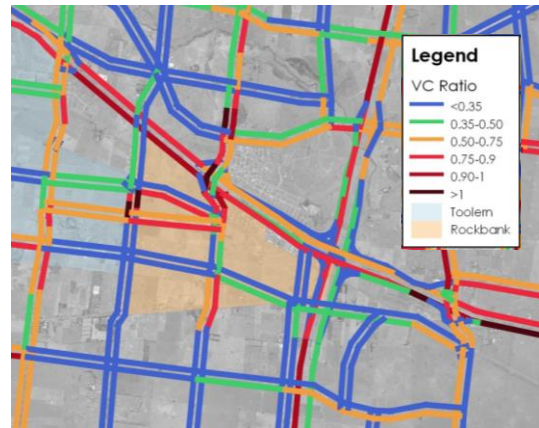 Legend
VC Ratio
<0.35
0.35-0.50
0.50-0.75
0.75-0.9
0.90-1
>1
Toolern
Rockbank